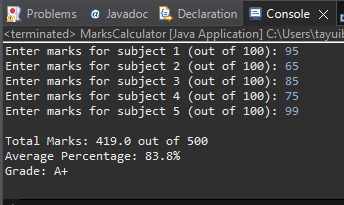 Problems Javadoc Declaration Console
<terminated> MarksCalculator [Java Application] C:\Users\tayuib
Enter marks for subject 1 (out of 100): 95
Enter marks for subject 2 (out of 100): 65
Enter marks for subject 3 (out of 100): 85
Enter marks for subject 4 (out of 100): 75
Enter marks for subject 5 (out of 100): 99
Total Marks: 419.0 out of 500
Average Percentage: 83.8%
Grade: A+